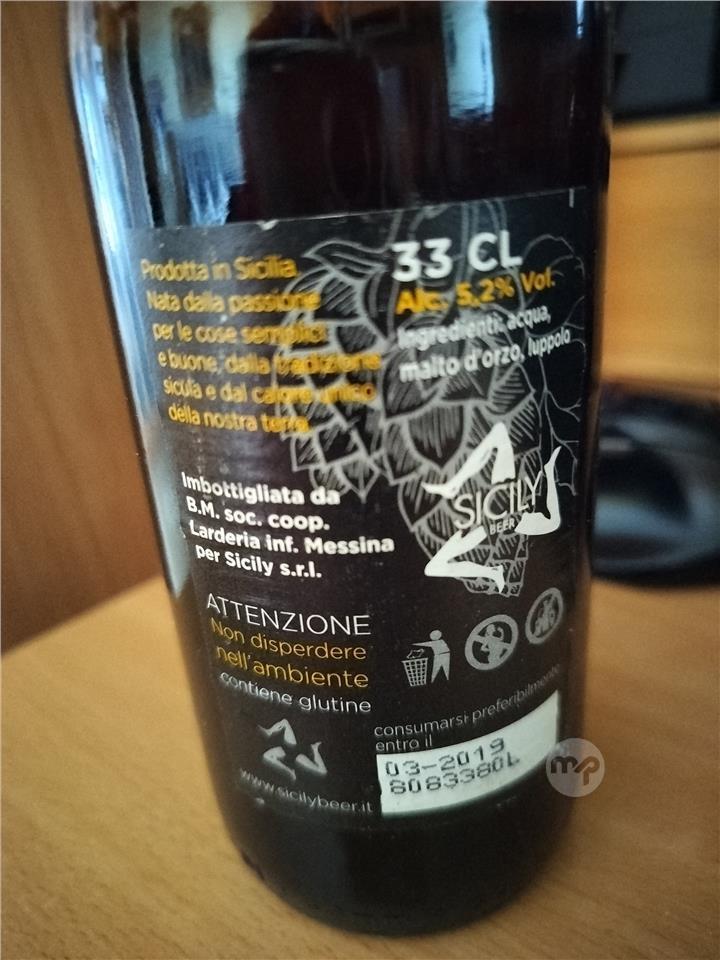 Prodotta in Sicilia.
Nata dalla passione
per le cose semplici
e buone, dalla tradizione
sicula e dal calore unico
della nostra terra.
33 CL
Alc. 5,2% Vol.
Ingredienti: acqua,
malto d'orzo, luppolo
SICILY
BEER
Imbottigliata da
B.M. soc. coop.
Larderia inf. Messina
per Sicily s.r.l.
ATTENZIONE
Non disperdere
nell'ambiente
contiene glutine
www.sicilybeer.it
consumarsi preferibilmente
entro il
03-2019
8083380L
mp